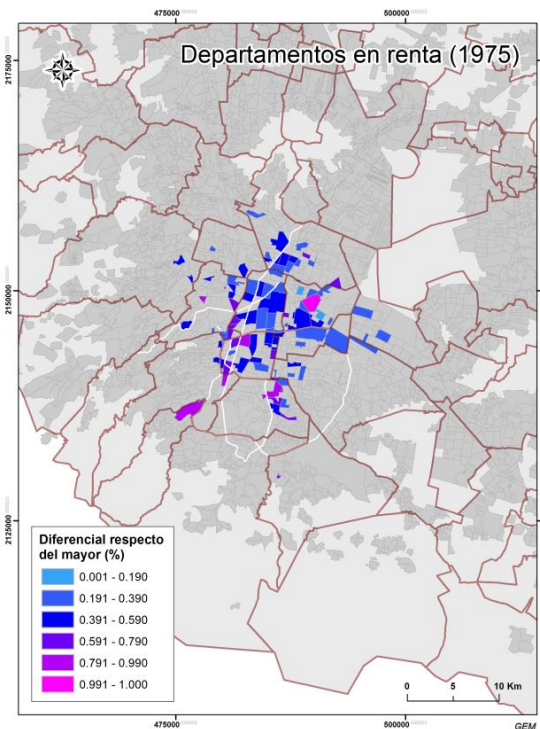 475000 500000
Departamentos en renta (1975)
2175000
2150000
2125000
Diferencial respecto
del mayor (%)
0.001 - 0.190
0.191 - 0.390
0.391 - 0.590
0.591 - 0.790
0.791 - 0.990
0.991 - 1.000
0 5 10 Km
475000 500000
GEM